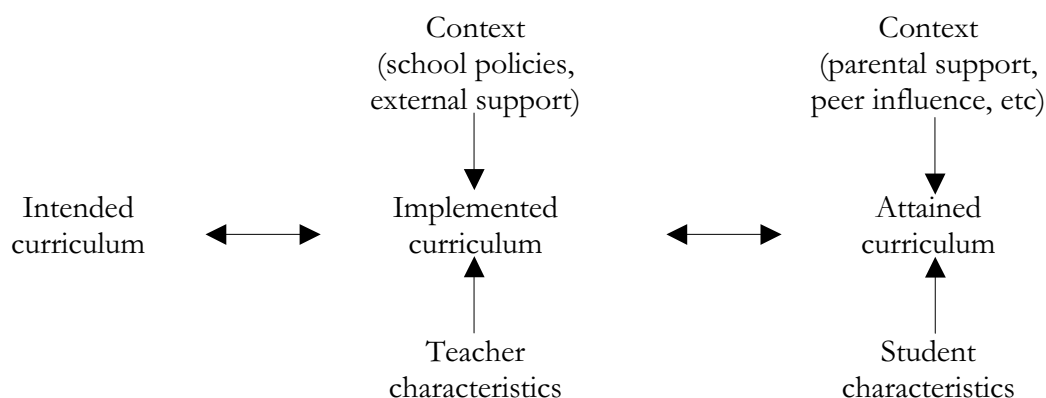 Context
(school policies,
external support)
Context
(parental support,
peer influence, etc)
Intended
curriculum
Implemented
curriculum
Attained
curriculum
Teacher
characteristics
Student
characteristics